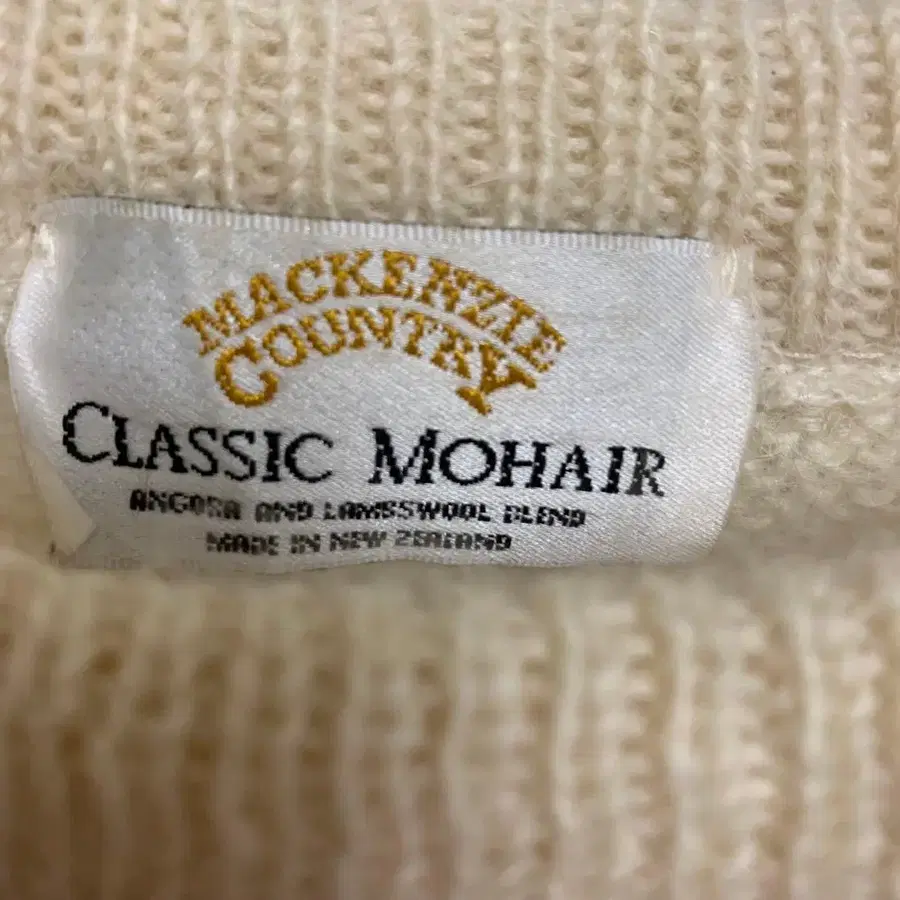 MACKENZIE
COUNTRY
CLASSIC MOHAIR
ANGORA AND LAMBSWOOL BLEND
MADE IN NEW ZEALAND